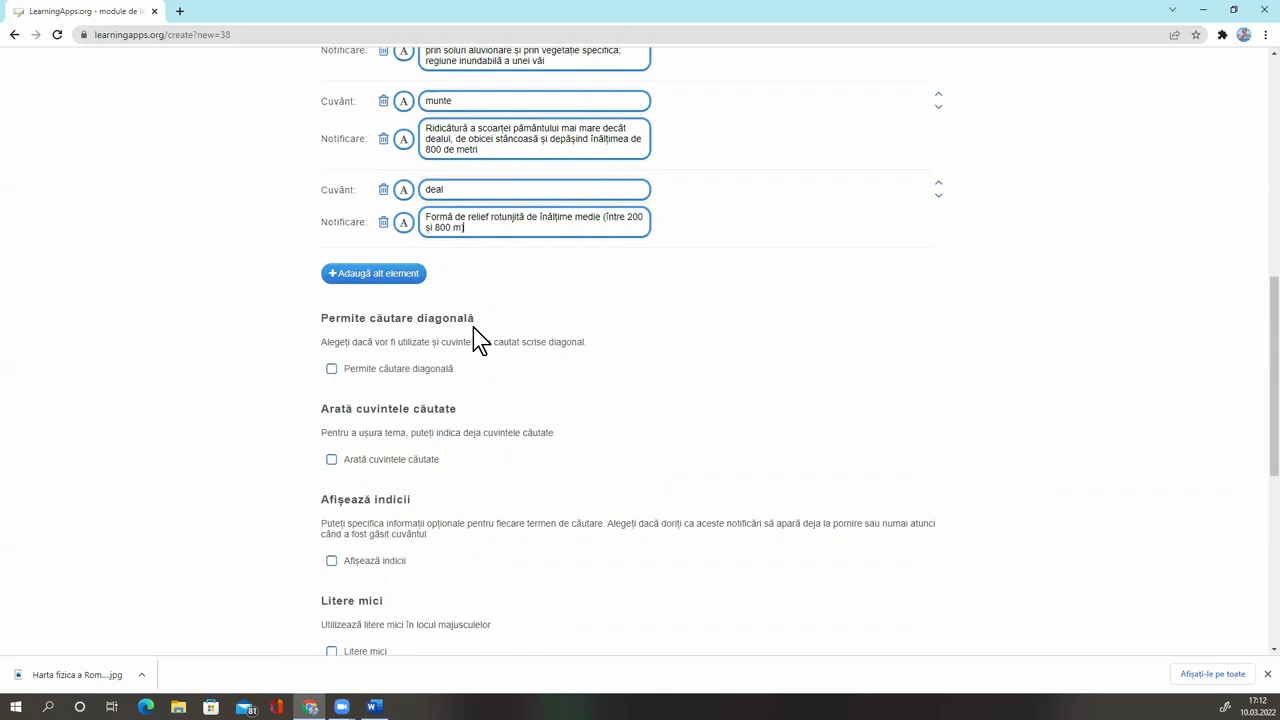 LearningApps.org - module de în
learningapps.org/create?new=38
Notificare:
A
prin soluri aluvionare și prin vegetație specifică;
regiune inundabilă a unei văi
Cuvânt:
A
munte
Notificare:
A
Ridicătură a scoarței pământului mai mare decât
dealul, de obicei stâncoasă și depășind înălțimea de
800 de metri
Cuvânt:
A
deal
Notificare:
A
Formă de relief rotunjită de înălțime medie (între 200
și 800 m)
+ Adaugă alt element
Permite căutare diagonală
Alegeți dacă vor fi utilizate și cuvinte cautat scrise diagonal.
Permite căutare diagonală
Arată cuvintele căutate
Pentru a ușura tema, puteți indica deja cuvintele căutate
Arată cuvintele căutate
Afișează indicii
Puteți specifica informații opționale pentru fiecare termen de căutare. Alegeți dacă doriți ca aceste notificări să apară deja la pornire sau numai atunci
când a fost găsit cuvântul
Afișează indicii
Litere mici
Utilizează litere mici în locul majusculelor
Litere mici
Harta fizica a Rom....jpg
Afișați-le pe toate
81
17:12
10.03.2022